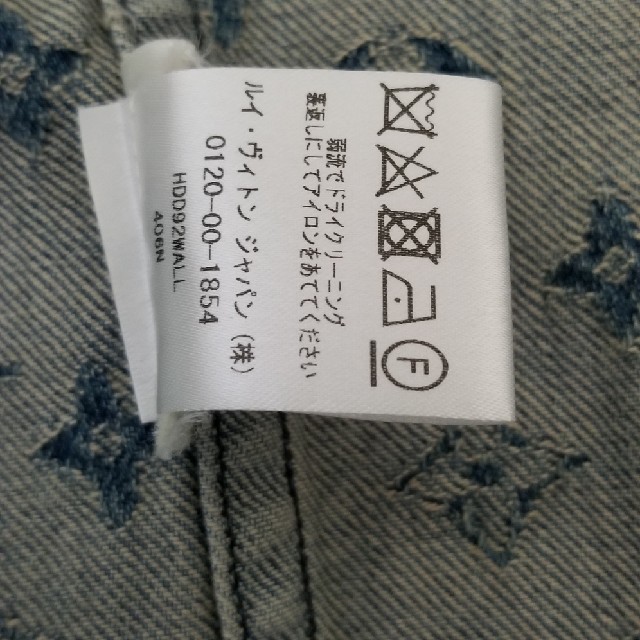 F
弱試でドライクリーニング
裏返しにしてアイロンをあててください
ルイ・ヴィトン ジャパン (株)
0120-00-1854
HDD92WALL
4O6N